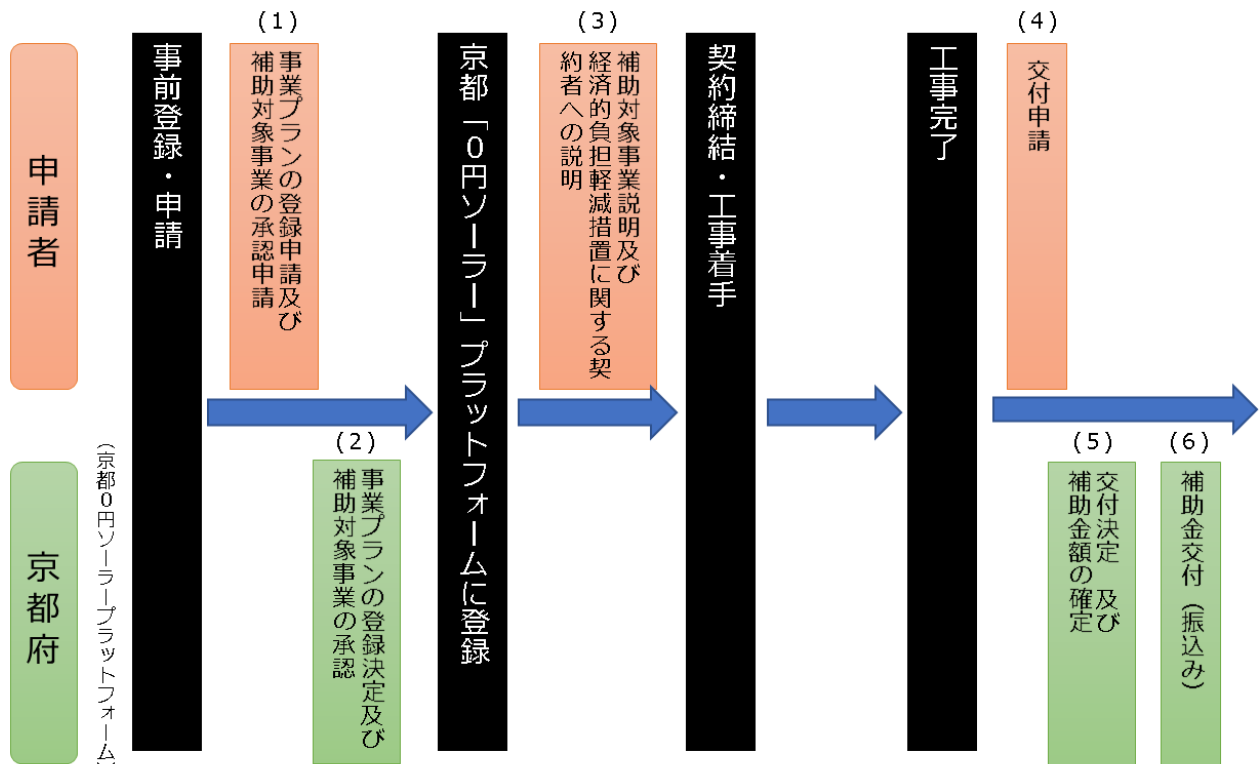 申請者
京都府
（京都０円ソーラープラットフォーム）
事前登録・申請
(1)
事業プランの登録申請及び
補助対象事業の承認申請
(2)
事業プランの登録決定及び
補助対象事業の承認
京都「０円ソーラー」プラットフォームに登録
(3)
補助対象事業説明及び
経済的負担軽減措置に関する契
約者への説明
契約締結・工事着手
工事完了
(4)
交付申請
(5)
交付決定 及び
補助金額の確定
(6)
補助金交付（振込み）